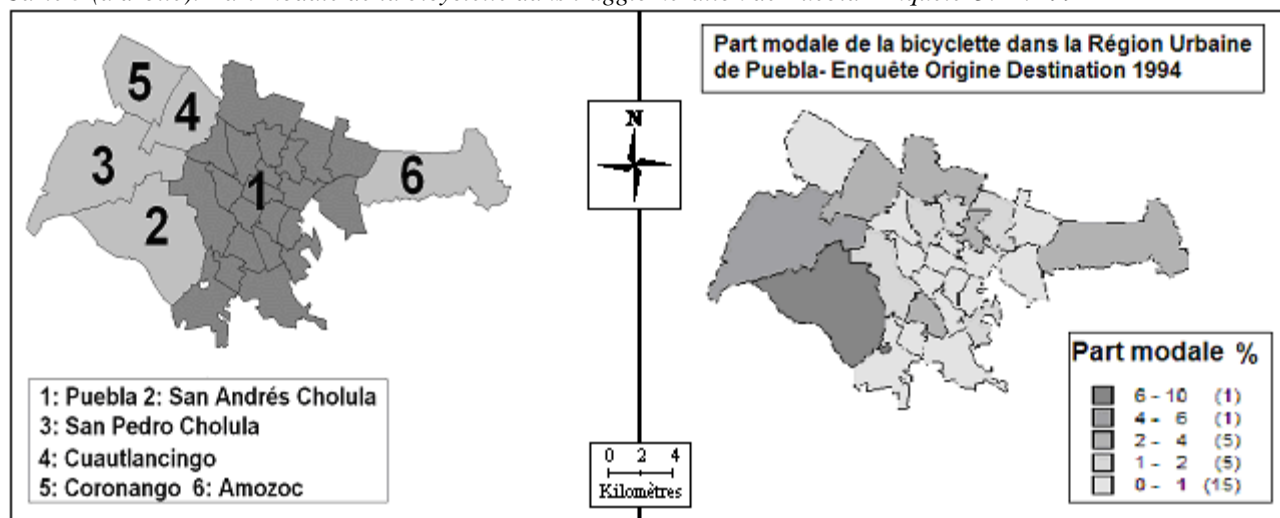 5
4
3
1
6
2
1: Puebla 2: San Andrés Cholula
3: San Pedro Cholula
4: Cuautlancingo
5: Coronango 6: Amozoc
N
0 2 4
Kilomètres
Part modale de la bicyclette dans la Région Urbaine
de Puebla- Enquête Origine Destination 1994
Part modale %
6 - 10 (1)
4 - 6 (1)
2 - 4 (5)
1 - 2 (5)
0 - 1 (15)